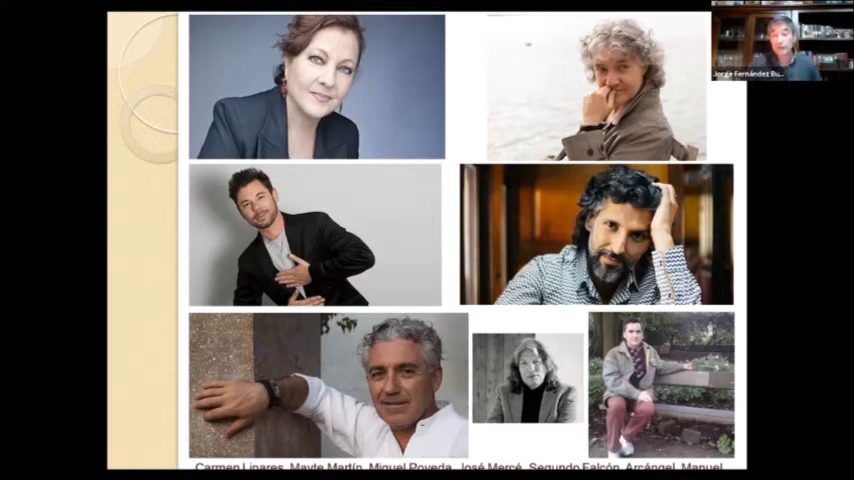 Jorge Fernández Bu...
Carmen Linares, Mayte Martín, Miguel Poveda, José Mercé, Segundo Falcón, Arcángel, Manuel